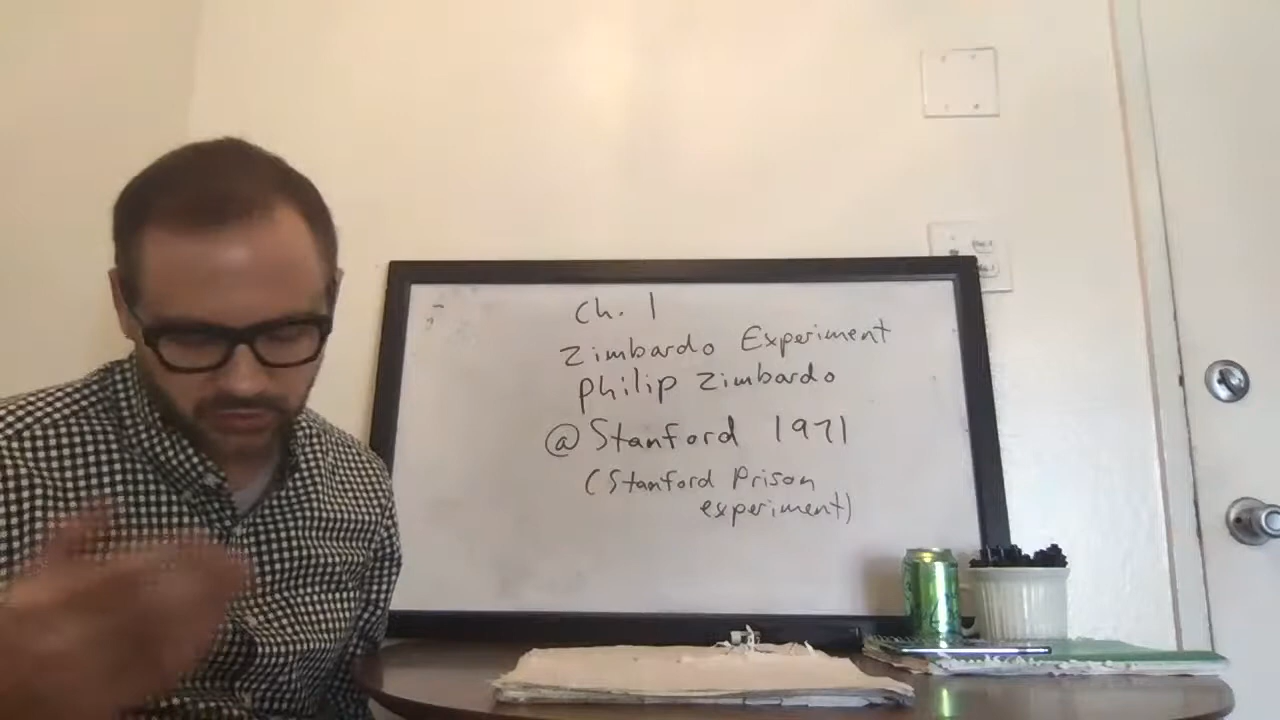 Ch. 1
Zimbardo Experiment
Philip Zimbardo
@ Stanford 1971
(Stanford Prison
experiment)